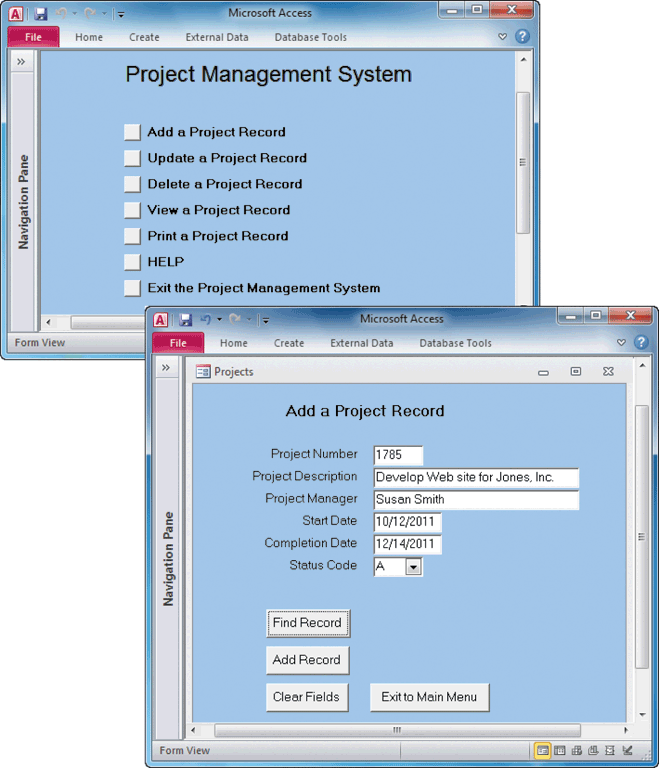 Microsoft Access
File Home Create External Data Database Tools
Project Management System
Add a Project Record
Update a Project Record
Delete a Project Record
View a Project Record
Print a Project Record
HELP
Exit the Project Management System
Navigation Pane
Form View
Microsoft Access
File Home Create External Data Database Tools
Projects
Add a Project Record
Project Number 1785
Project Description Develop Web site for Jones, Inc.
Project Manager Susan Smith
Start Date 10/12/2011
Completion Date 12/14/2011
Status Code A
Navigation Pane
Find Record
Add Record
Clear Fields Exit to Main Menu
Form View